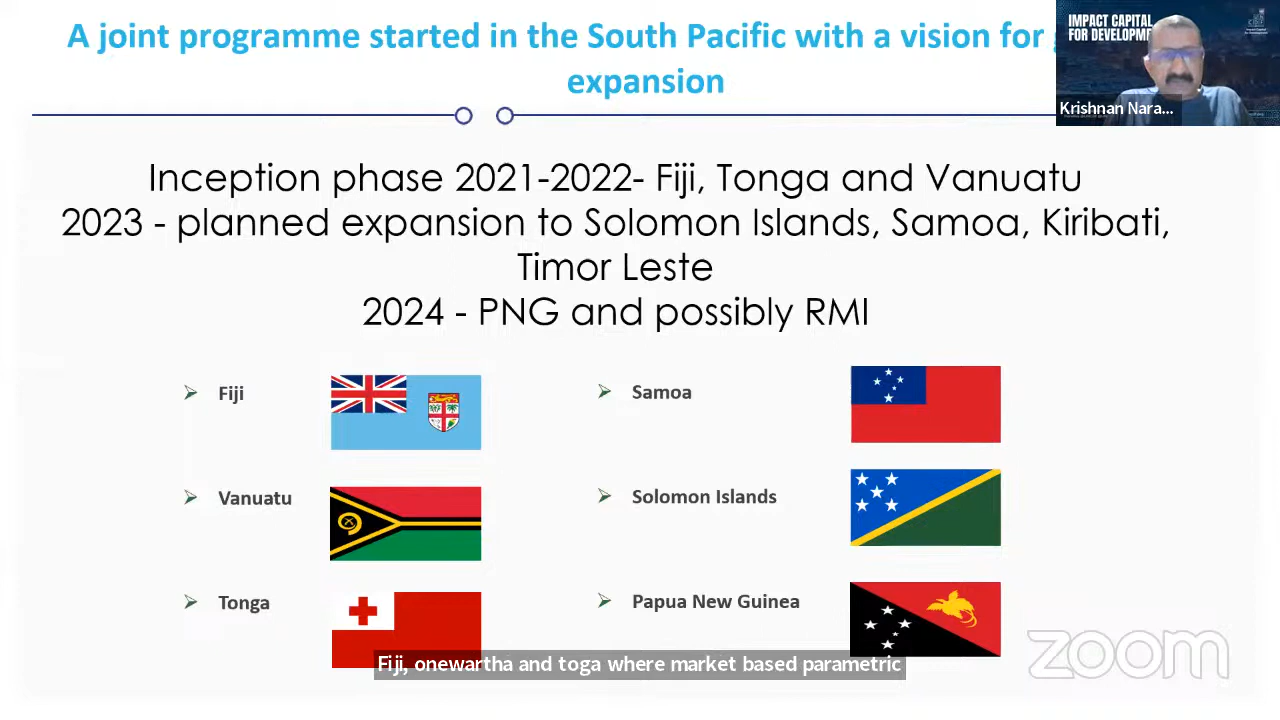 A joint programme started in the South Pacific with a vision for
expansion
IMPACT CAPITAL
FOR DEVELOPM
Krishnan Nara...
Inception phase 2021-2022- Fiji, Tonga and Vanuatu
2023 - planned expansion to Solomon Islands, Samoa, Kiribati,
Timor Leste
2024 - PNG and possibly RMI
Fiji
Samoa
Vanuatu
Solomon Islands
Tonga
Papua New Guinea
zoom
Fiji, onewartha and toga where market based parametric